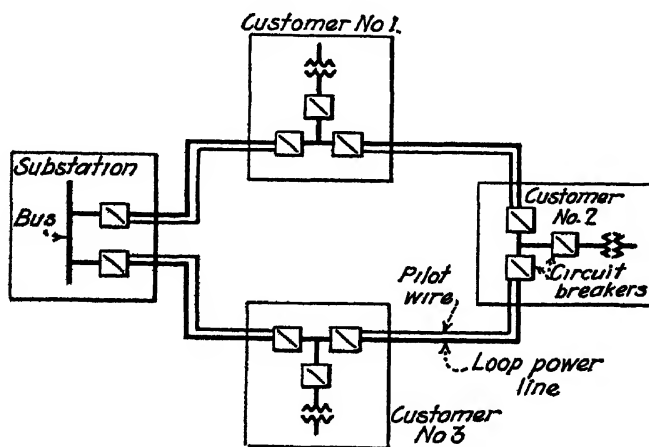 Customer No 1.
Substation
Bus
Customer
No. 2
Circuit
breakers
Pilot
wire
Loop power
line
Customer
No 3